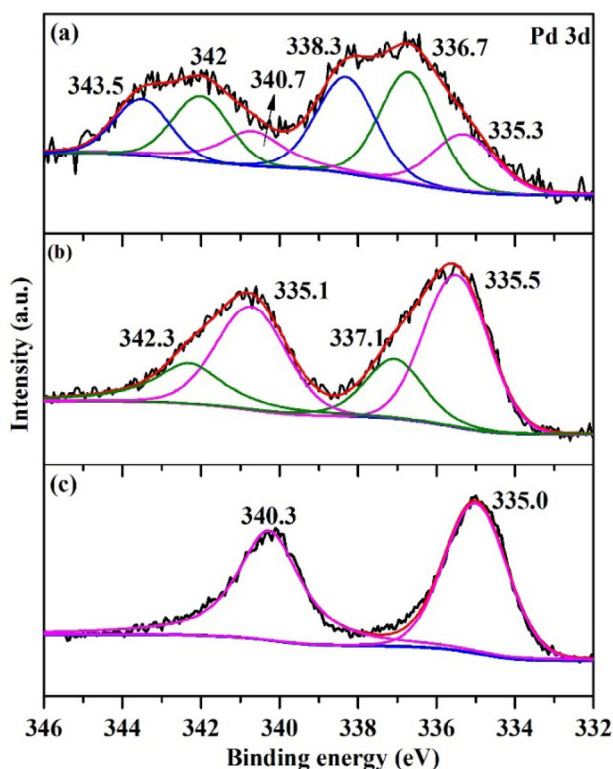 (a)
Pd 3d
343.5
342
340.7
338.3
336.7
335.3
(b)
342.3
335.1
337.1
335.5
(c)
340.3
335.0
Intensity (a.u.)
346 344 342 340 338 336 334 332
Binding energy (eV)